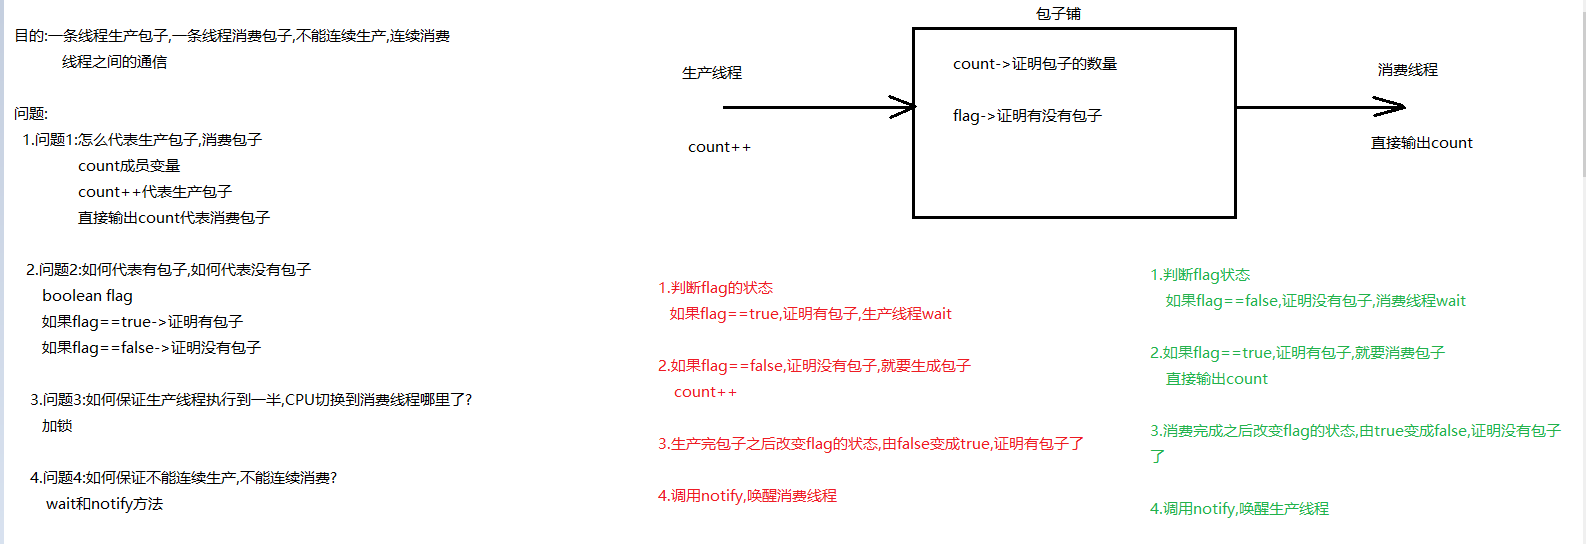 目的:一条线程生产包子,一条线程消费包子,不能连续生产,连续消费
线程之间的通信
问题:
1.问题1:怎么代表生产包子,消费包子
count成员变量
count++代表生产包子
直接输出count代表消费包子
2.问题2:如何代表有包子,如何代表没有包子
boolean flag
如果flag==true->证明有包子
如果flag==false->证明没有包子
3.问题3:如何保证生产线程执行到一半,CPU切换到消费线程哪里了?
加锁
4.问题4:如何保证不能连续生产,不能连续消费?
wait和notify方法
包子铺
生产线程
count++
count->证明包子的数量
flag->证明有没有包子
消费线程
直接输出count
1.判断flag的状态
如果flag==true,证明有包子,生产线程wait
2.如果flag==false,证明没有包子,就要生成包子
count++
3.生产完包子之后改变flag的状态,由false变成true,证明有包子了
4.调用notify,唤醒消费线程
1.判断flag状态
如果flag==false,证明没有包子,消费线程wait
2.如果flag==true,证明有包子,就要消费包子
直接输出count
3.消费完成之后改变flag的状态,由true变成false,证明没有包子
了
4.调用notify,唤醒生产线程